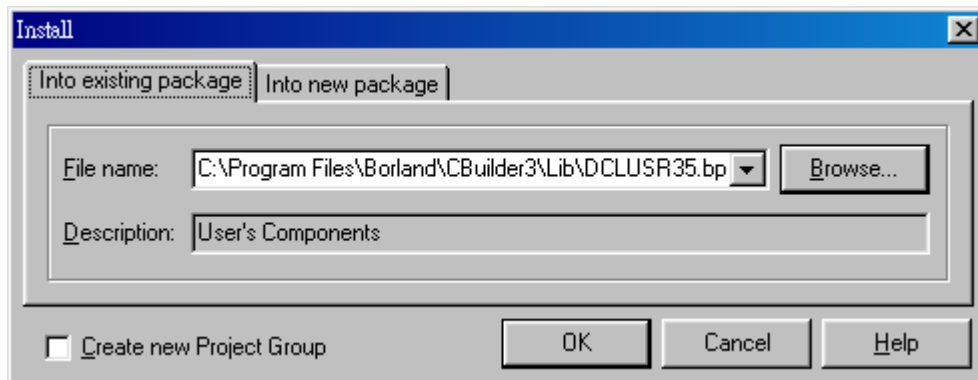 Install
Into existing package Into new package
File name: C:\Program Files\Borland\CBuilder3\Lib\DCLUSR35.bp Browse...
Description: User's Components
Create new Project Group OK Cancel Help